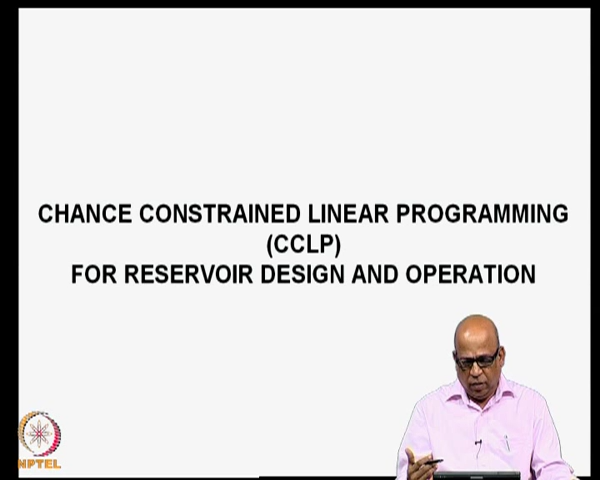 CHANCE CONSTRAINED LINEAR PROGRAMMING
(CCLP)
FOR RESERVOIR DESIGN AND OPERATION
NPTEL